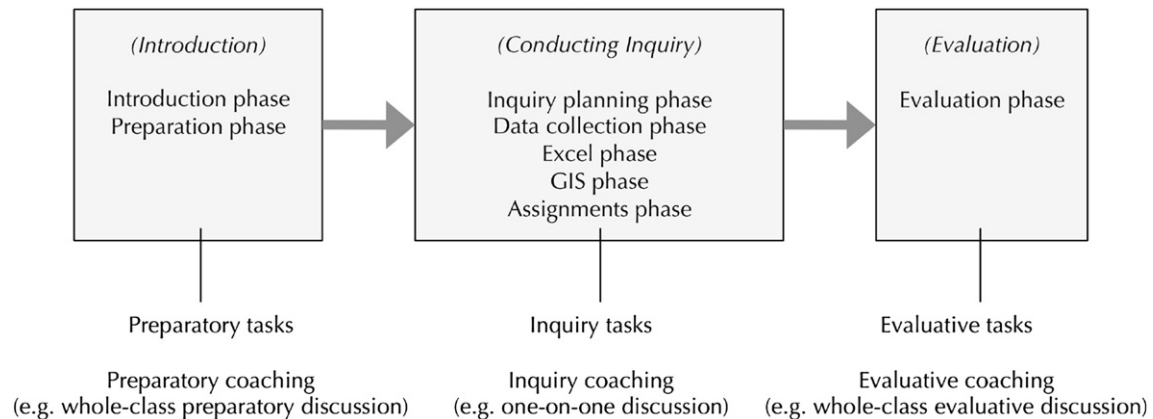 (Introduction)
Introduction phase
Preparation phase
(Conducting Inquiry)
Inquiry planning phase
Data collection phase
Excel phase
GIS phase
Assignments phase
(Evaluation)
Evaluation phase
Preparatory tasks
Preparatory coaching
(e.g. whole-class preparatory discussion)
Inquiry tasks
Inquiry coaching
(e.g. one-on-one discussion)
Evaluative tasks
Evaluative coaching
(e.g. whole-class evaluative discussion)